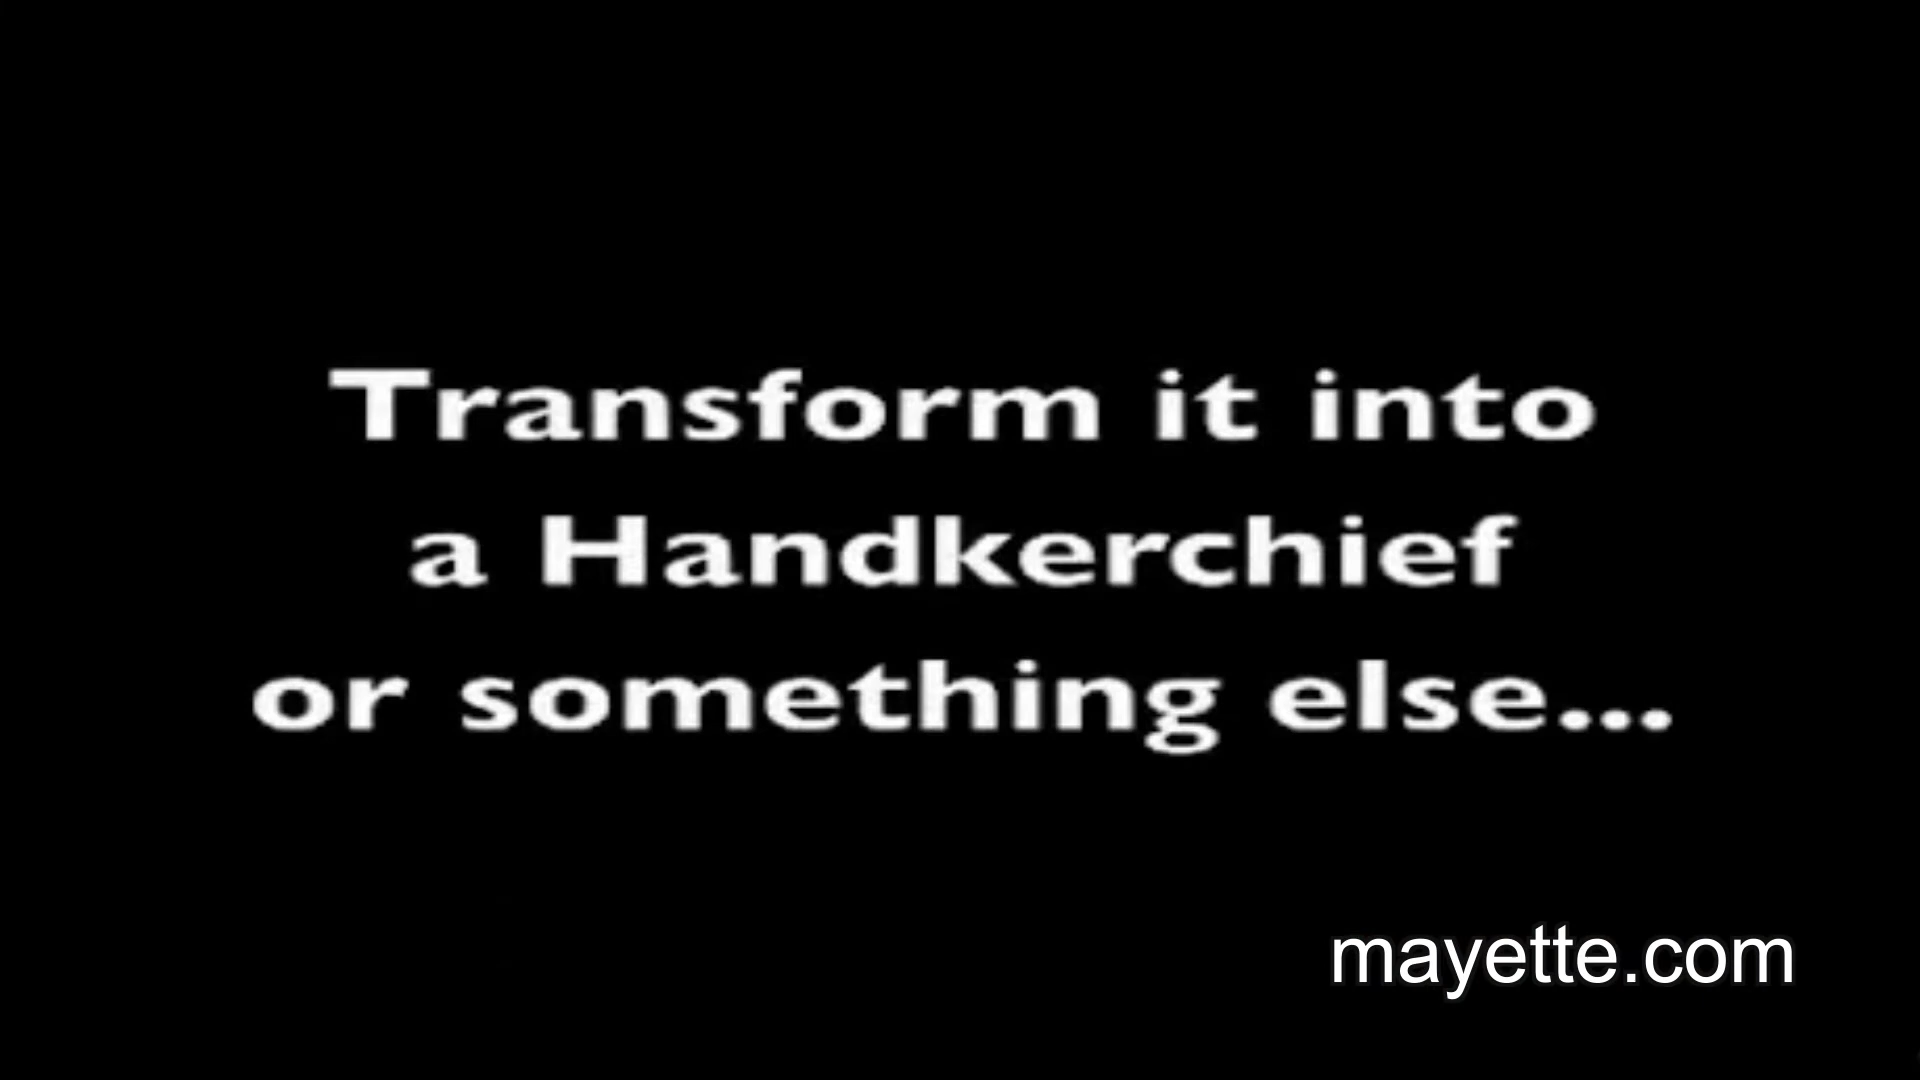 Transform it into
a Handkerchief
or something else...
mayette.com